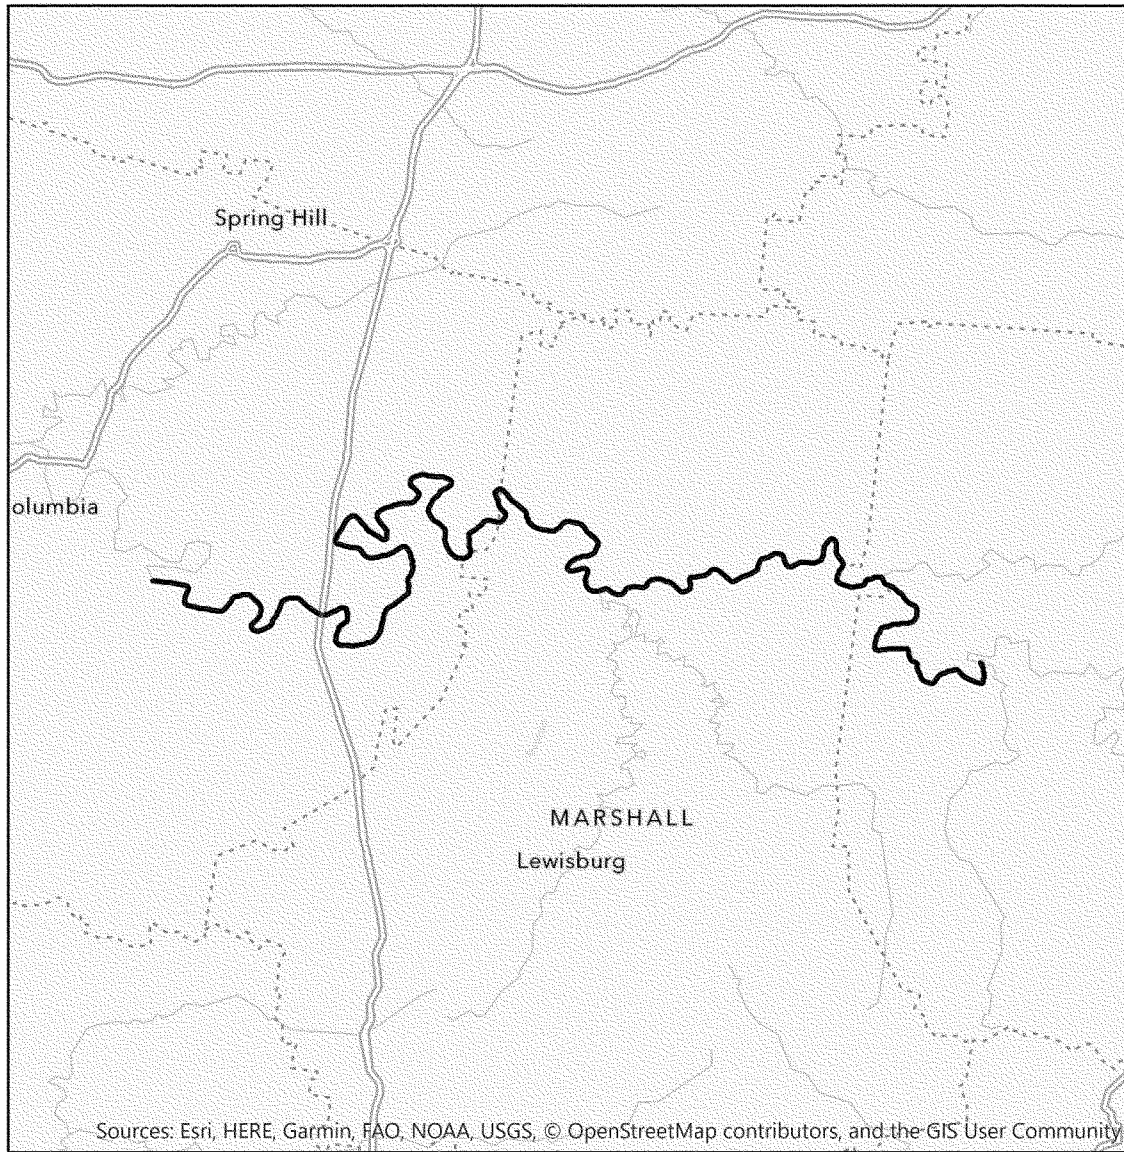 Spring Hill
olumbia
MARSHALL
Lewisburg
Sources: Esri, HERE, Garmin, FAO, NOAA, USGS, © OpenStreetMap contributors, and the GIS User Community